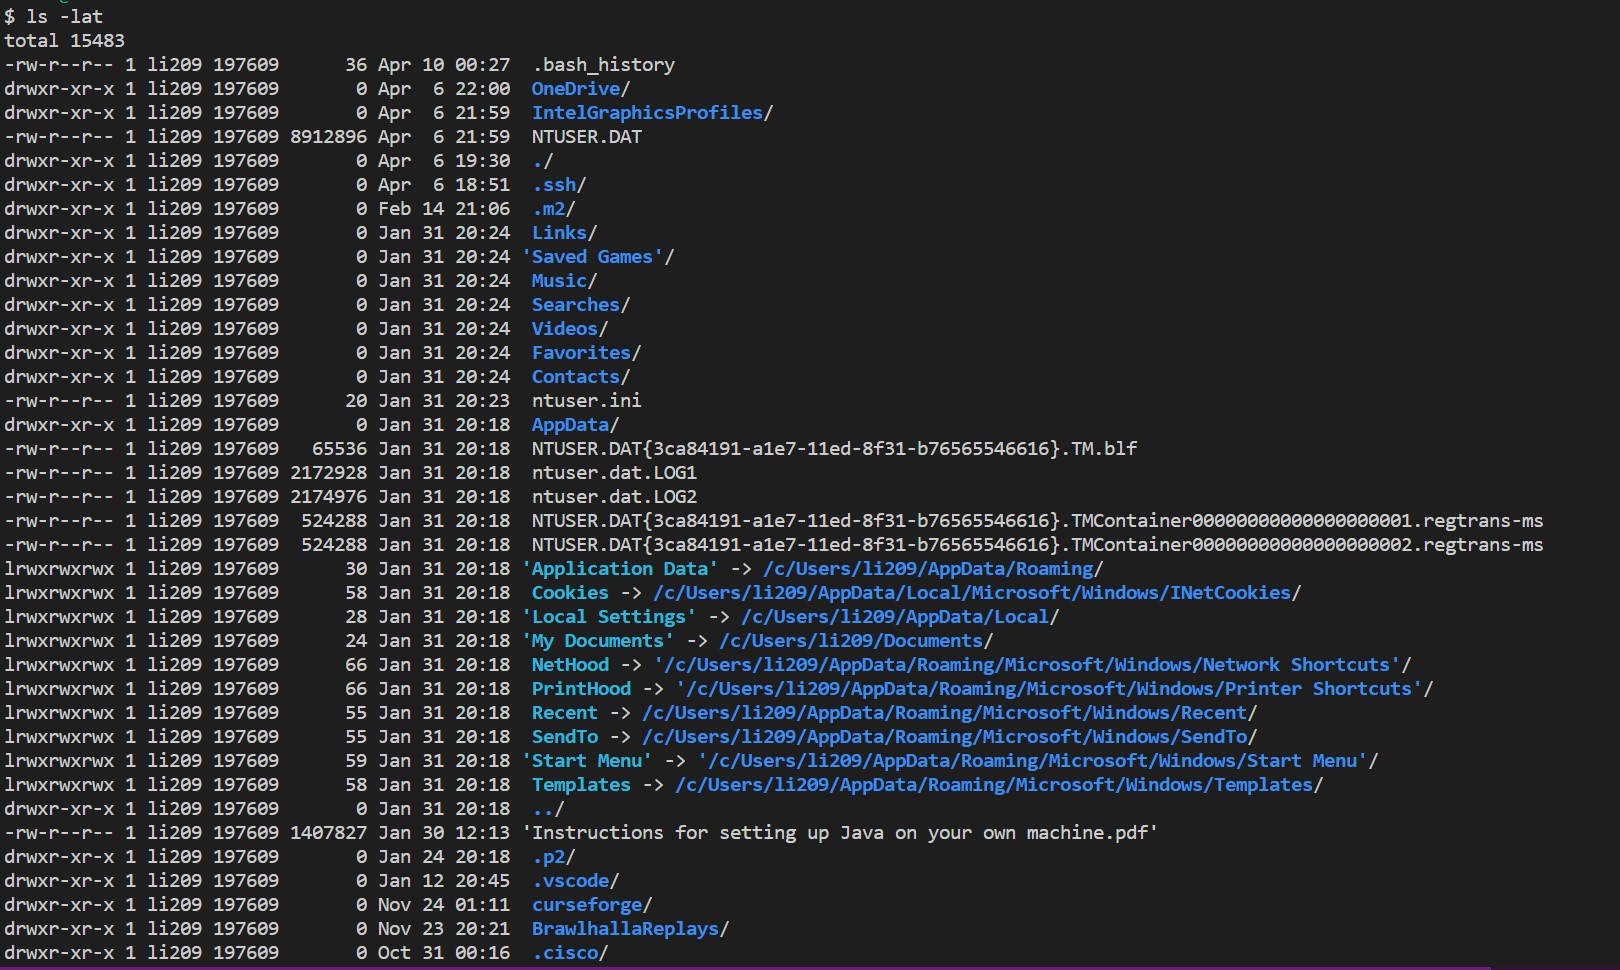 $ ls -lat
total 15483
-rw-r--r-- 1 li209 197609      36 Apr 10 00:27  .bash_history
drwxr-xr-x 1 li209 197609       0 Apr  6 22:00  OneDrive/
drwxr-xr-x 1 li209 197609       0 Apr  6 21:59  IntelGraphicsProfiles/
-rw-r--r-- 1 li209 197609 8912896 Apr  6 21:59  NTUSER.DAT
drwxr-xr-x 1 li209 197609       0 Apr  6 19:30  ./
drwxr-xr-x 1 li209 197609       0 Apr  6 18:51  .ssh/
drwxr-xr-x 1 li209 197609       0 Feb 14 21:06  .m2/
drwxr-xr-x 1 li209 197609       0 Jan 31 20:24  Links/
drwxr-xr-x 1 li209 197609       0 Jan 31 20:24 'Saved Games'/
drwxr-xr-x 1 li209 197609       0 Jan 31 20:24  Music/
drwxr-xr-x 1 li209 197609       0 Jan 31 20:24  Searches/
drwxr-xr-x 1 li209 197609       0 Jan 31 20:24  Videos/
drwxr-xr-x 1 li209 197609       0 Jan 31 20:24  Favorites/
drwxr-xr-x 1 li209 197609       0 Jan 31 20:24  Contacts/
-rw-r--r-- 1 li209 197609      20 Jan 31 20:23  ntuser.ini
drwxr-xr-x 1 li209 197609       0 Jan 31 20:18  AppData/
-rw-r--r-- 1 li209 197609   65536 Jan 31 20:18  NTUSER.DAT{3ca84191-a1e7-11ed-8f31-b76565546616}.TM.blf
-rw-r--r-- 1 li209 197609 2172928 Jan 31 20:18  ntuser.dat.LOG1
-rw-r--r-- 1 li209 197609 2174976 Jan 31 20:18  ntuser.dat.LOG2
-rw-r--r-- 1 li209 197609  524288 Jan 31 20:18  NTUSER.DAT{3ca84191-a1e7-11ed-8f31-b76565546616}.TMContainer00000000000000000001.regtrans-ms
-rw-r--r-- 1 li209 197609  524288 Jan 31 20:18  NTUSER.DAT{3ca84191-a1e7-11ed-8f31-b76565546616}.TMContainer00000000000000000002.regtrans-ms
lrwxrwxrwx 1 li209 197609      30 Jan 31 20:18 'Application Data' -> /c/Users/li209/AppData/Roaming/
lrwxrwxrwx 1 li209 197609      58 Jan 31 20:18  Cookies -> /c/Users/li209/AppData/Local/Microsoft/Windows/INetCookies/
lrwxrwxrwx 1 li209 197609      28 Jan 31 20:18 'Local Settings' -> /c/Users/li209/AppData/Local/
lrwxrwxrwx 1 li209 197609      24 Jan 31 20:18 'My Documents' -> /c/Users/li209/Documents/
lrwxrwxrwx 1 li209 197609      66 Jan 31 20:18  NetHood -> '/c/Users/li209/AppData/Roaming/Microsoft/Windows/Network Shortcuts'/
lrwxrwxrwx 1 li209 197609      66 Jan 31 20:18  PrintHood -> '/c/Users/li209/AppData/Roaming/Microsoft/Windows/Printer Shortcuts'/
lrwxrwxrwx 1 li209 197609      55 Jan 31 20:18  Recent -> /c/Users/li209/AppData/Roaming/Microsoft/Windows/Recent/
lrwxrwxrwx 1 li209 197609      55 Jan 31 20:18  SendTo -> /c/Users/li209/AppData/Roaming/Microsoft/Windows/SendTo/
lrwxrwxrwx 1 li209 197609      59 Jan 31 20:18 'Start Menu' -> '/c/Users/li209/AppData/Roaming/Microsoft/Windows/Start Menu'/
lrwxrwxrwx 1 li209 197609      58 Jan 31 20:18  Templates -> /c/Users/li209/AppData/Roaming/Microsoft/Windows/Templates/
drwxr-xr-x 1 li209 197609       0 Jan 31 20:18  ../
-rw-r--r-- 1 li209 197609 1407827 Jan 30 12:13 'Instructions for setting up Java on your own machine.pdf'
drwxr-xr-x 1 li209 197609       0 Jan 24 20:18  .p2/
drwxr-xr-x 1 li209 197609       0 Jan 12 20:45  .vscode/
drwxr-xr-x 1 li209 197609       0 Nov 24 01:11  curseforge/
drwxr-xr-x 1 li209 197609       0 Nov 23 20:21  BrawlhallaReplays/
drwxr-xr-x 1 li209 197609       0 Oct 31 00:16  .cisco/